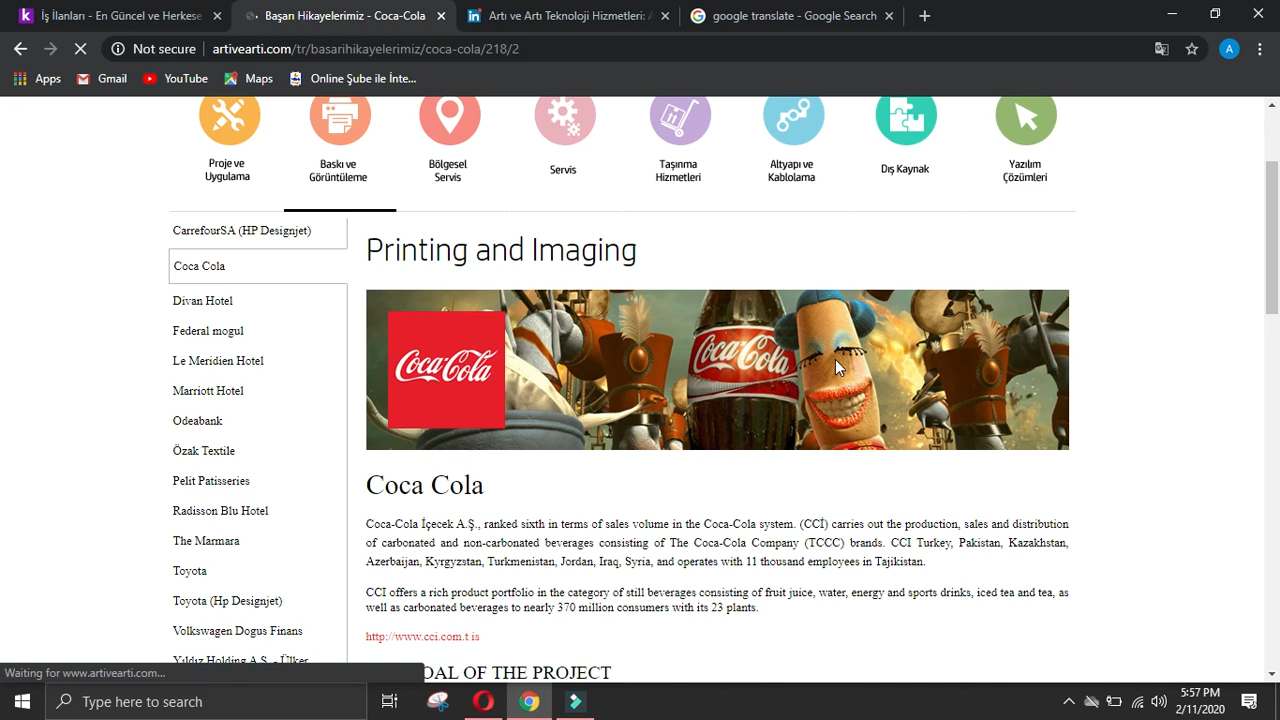 İş İlanları - En Güncel ve Herkese
Başarı Hikayelerimiz - Coca-Cola
Artı ve Artı Teknoloji Hizmetleri: A
google translate - Google Search
Not secure
artivearti.com/tr/basarihikayelerimiz/coca-cola/218/2
A
Apps
Gmail
YouTube
Maps
Online Şube ile İnte...
Proje ve
Uygulama
Baskı ve
Görüntüleme
Bölgesel
Servis
Servis
Taşınma
Hizmetleri
Altyapı ve
Kablolama
Dış Kaynak
Yazılım
Çözümleri
CarrefourSA (HP Designjet)
Coca Cola
Divan Hotel
Federal mogul
Le Meridien Hotel
Marriott Hotel
Odeabank
Özak Textile
Pelit Patisseries
Radisson Blu Hotel
The Marmara
Toyota
Toyota (Hp Designjet)
Volkswagen Dogus Finans
Yıldız Holding A.Ş. - Ülker
Printing and Imaging
Coca-Cola
Coca-Cola
Coca Cola
Coca-Cola İçecek A.Ş., ranked sixth in terms of sales volume in the Coca-Cola system. (CCİ) carries out the production, sales and distribution
of carbonated and non-carbonated beverages consisting of The Coca-Cola Company (TCCC) brands. CCI Turkey, Pakistan, Kazakhstan,
Azerbaijan, Kyrgyzstan, Turkmenistan, Jordan, Iraq, Syria, and operates with 11 thousand employees in Tajikistan.
CCI offers a rich product portfolio in the category of still beverages consisting of fruit juice, water, energy and sports drinks, iced tea and tea, as
well as carbonated beverages to nearly 370 million consumers with its 23 plants.
http://www.cci.com.t is
OAL OF THE PROJECT
Waiting for www.artivearti.com...
Type here to search
5:57 PM
2/11/2020